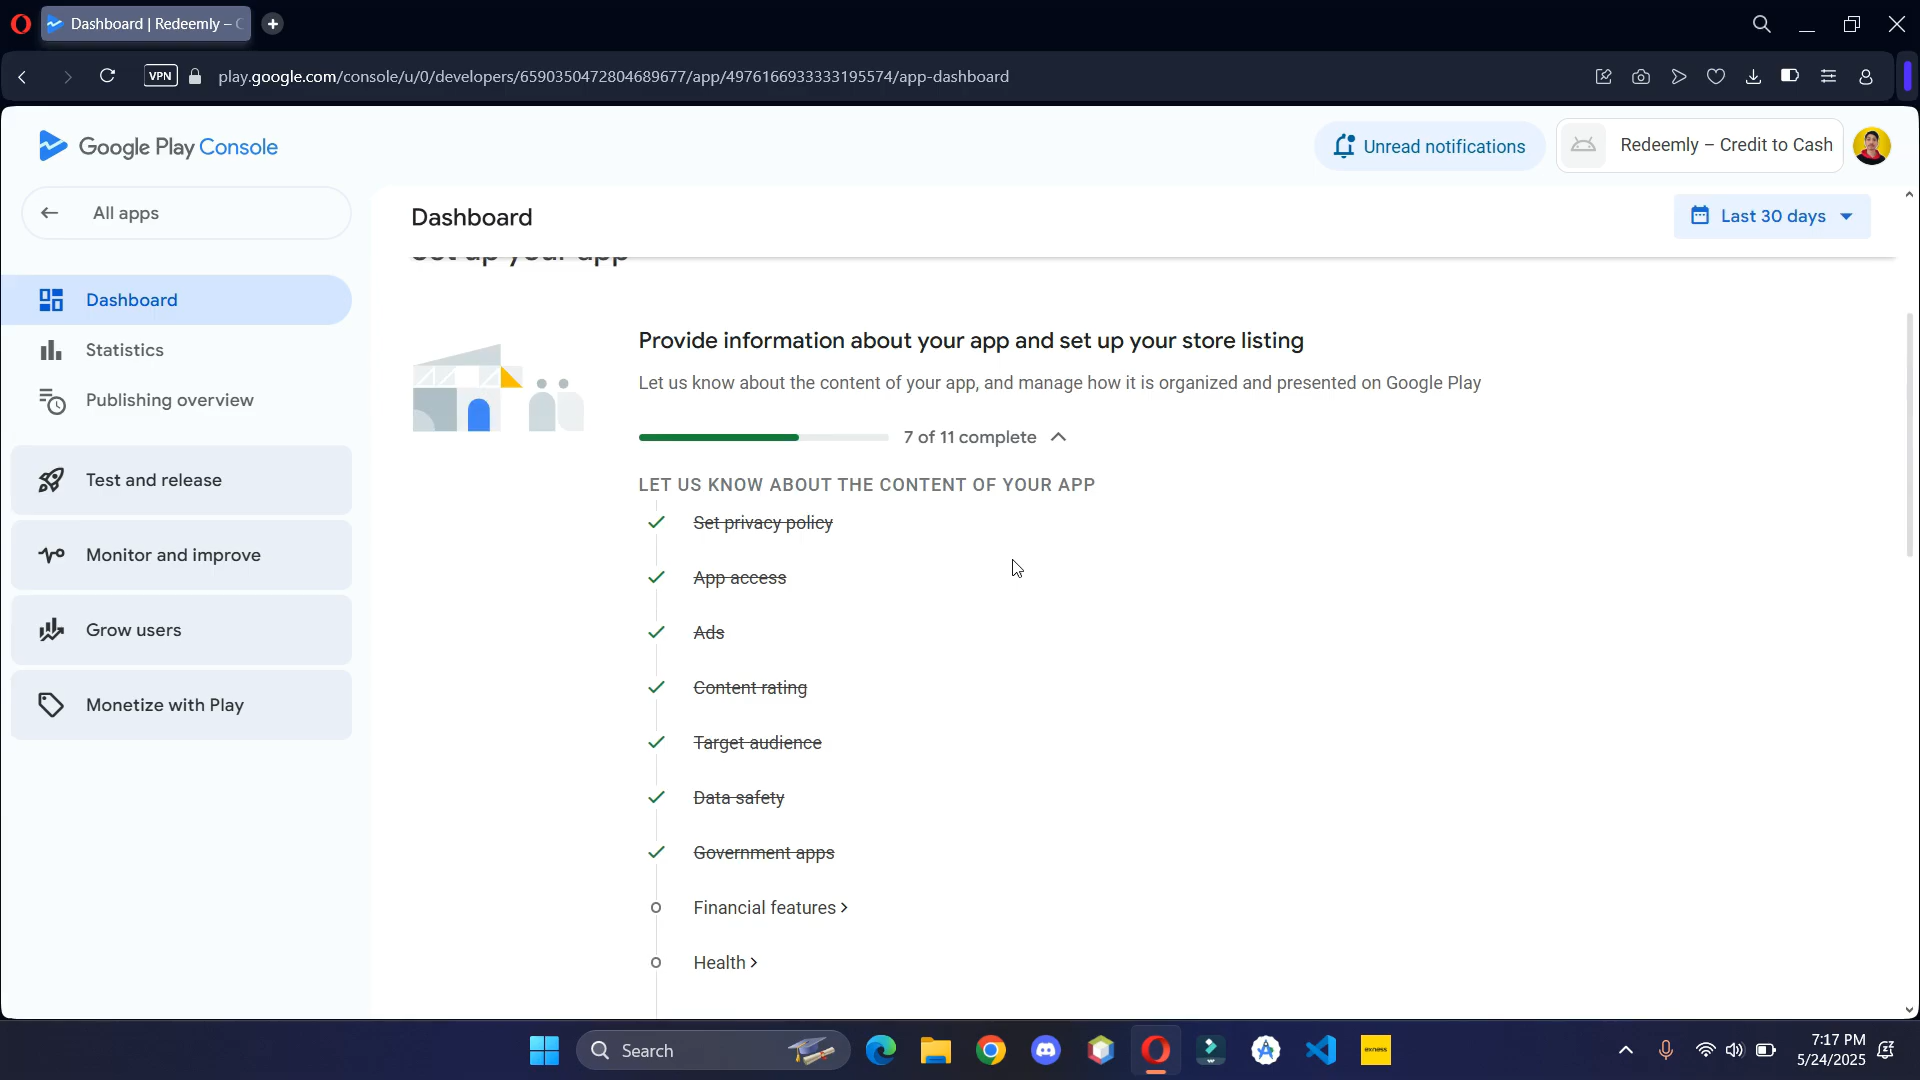 Dashboard | Redeemly – C
VPN
play.google.com/console/u/0/developers/6590350472804689677/app/4976166933333195574/app-dashboard
Google Play Console
Unread notifications
Redeemly – Credit to Cash
All apps
Dashboard
Last 30 days
Set up your app
Dashboard
Statistics
Publishing overview
Test and release
Monitor and improve
Grow users
Monetize with Play
Provide information about your app and set up your store listing
Let us know about the content of your app, and manage how it is organized and presented on Google Play
7 of 11 complete
LET US KNOW ABOUT THE CONTENT OF YOUR APP
Set privacy policy
App access
Ads
Content rating
Target audience
Data safety
Government apps
Financial features
Health
Search
exness
7:17 PM
5/24/2025